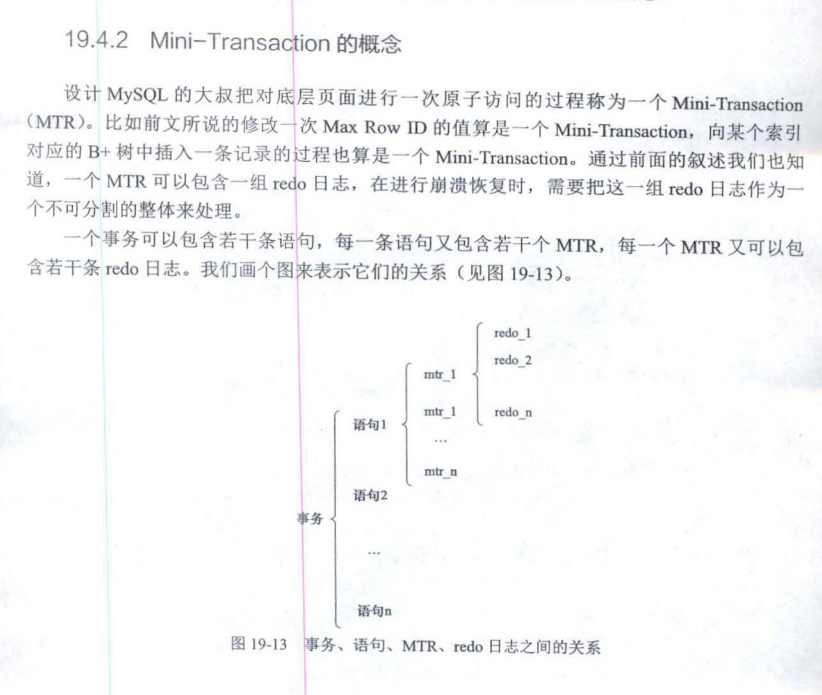 19.4.2 Mini-Transaction 的概念
设计 MySQL 的大叔把对底层页面进行一次原子访问的过程称为一个 Mini-Transaction
（MTR）。比如前文所说的修改一次 Max Row ID 的值算是一个 Mini-Transaction，向某个索引
对应的 B+ 树中插入一条记录的过程也算是一个 Mini-Transaction。通过前面的叙述我们也知
道，一个 MTR 可以包含一组 redo 日志，在进行崩溃恢复时，需要把这一组 redo 日志作为一
个不可分割的整体来处理。
一个事务可以包含若干条语句，每一条语句又包含若干个 MTR，每一个 MTR 又可以包
含若干条 redo 日志。我们画个图来表示它们的关系（见图 19-13）。
redo_1
redo_2
mtr_1
mtr_1
redo_n
语句1
...
mtr_n
语句2
事务
...
语句n
图 19-13 事务、语句、MTR、redo 日志之间的关系